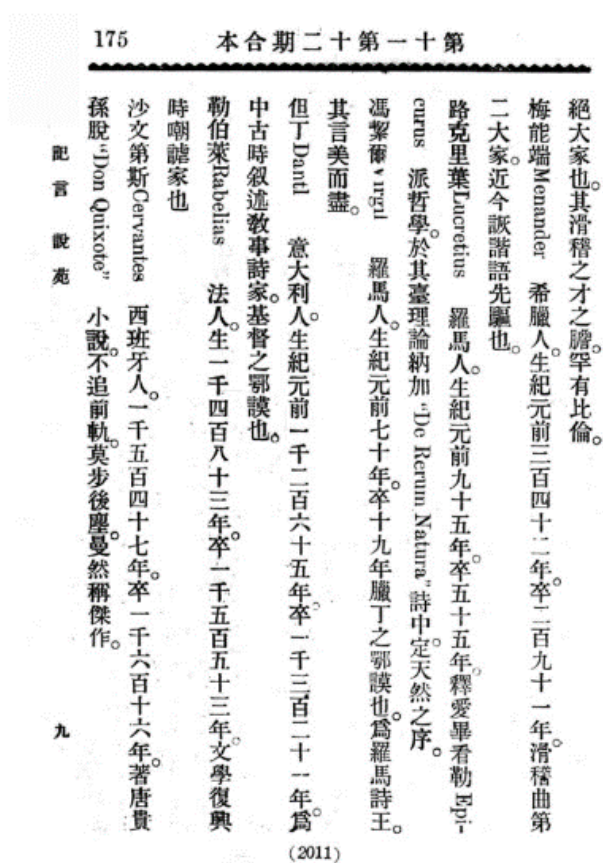 第十一第十二期合本
175
絕大家也。其滑稽之才之膽。罕有比倫。
梅能端Menander 希臘人。生紀元前三百四十二年。卒二百九十一年。滑稽曲第
二大家。近今詼諧語先驅也。
路克里葉Lucretius 羅馬人。生紀元前九十五年。卒五十五年。釋愛畢看勒 Epi-
curus 派哲學。於其臺理論納加 "De Rerum Natura" 詩中。定天然之序。
馮絜爾Virgil 羅馬人。生紀元前七十年。卒十九年臘丁之鄂謨也。爲羅馬詩王。
其言美而盡。
但丁Dantl 意大利人。生紀元前一千二百六十五年。卒一千三百二十一年。爲
中古時叙述敎事詩家。基督之鄂謨也。
勒伯萊Rabelias 法人。生一千四百八十三年。卒一千五百五十三年。文學復興
時嘲謔家也
沙文第斯Cervantes 西班牙人。一千五百四十七年。卒一千六百十六年。著唐貴
孫脫"Don Quixote" 小說。不追前軌。莫步後塵。曼然稱傑作。
記言 說苑 九
(2011)